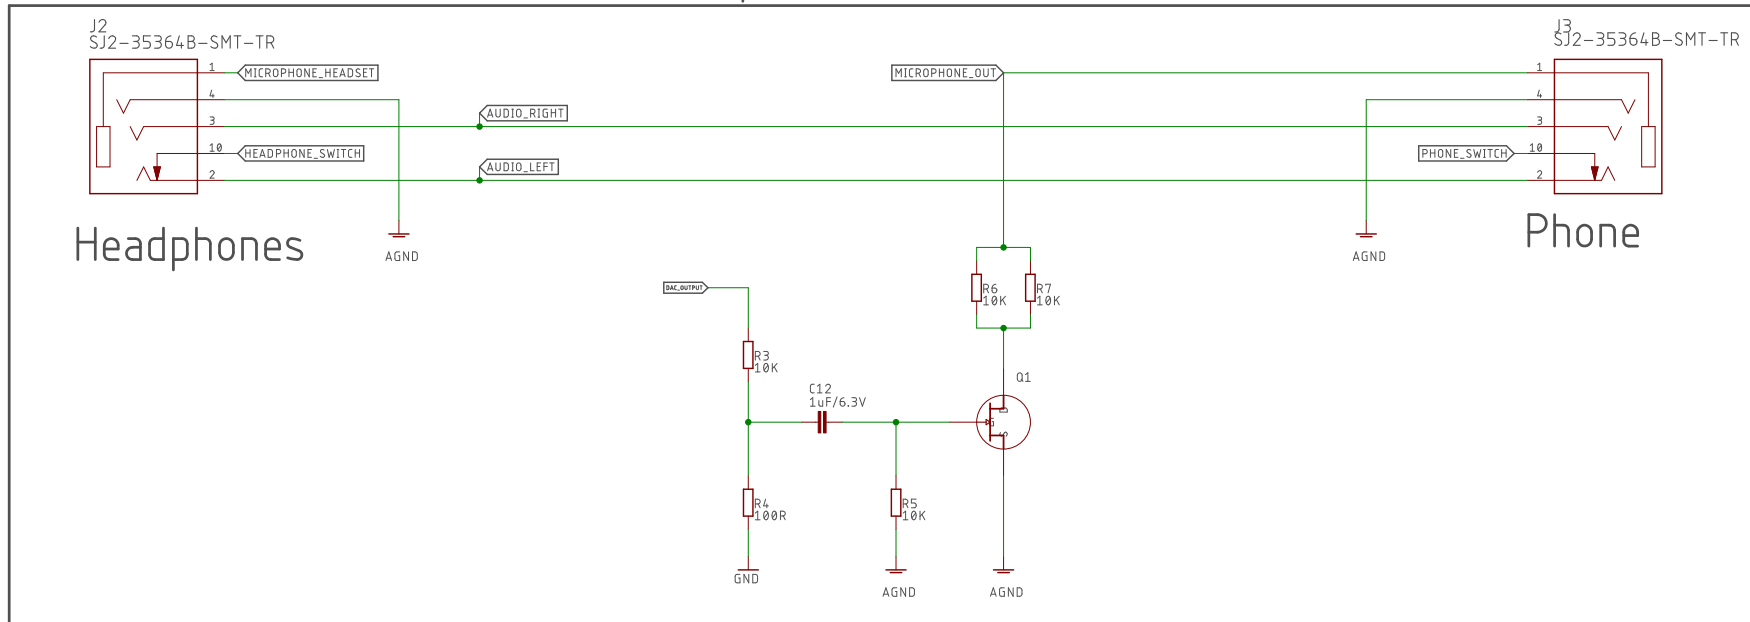 J2
SJ2-35364B-SMT-TR
1
MICROPHONE_HEADSET
4
3
AUDIO_RIGHT
10
HEADPHONE_SWITCH
2
AUDIO_LEFT
Headphones
AGND
MICROPHONE_OUT
J3
SJ2-35364B-SMT-TR
1
4
3
PHONE_SWITCH
10
2
Phone
AGND
DAC_OUTPUT
R6
10K
R7
10K
R3
10K
C12
1uF/6.3V
Q1
D
G
S
R4
100R
R5
10K
GND
AGND
AGND